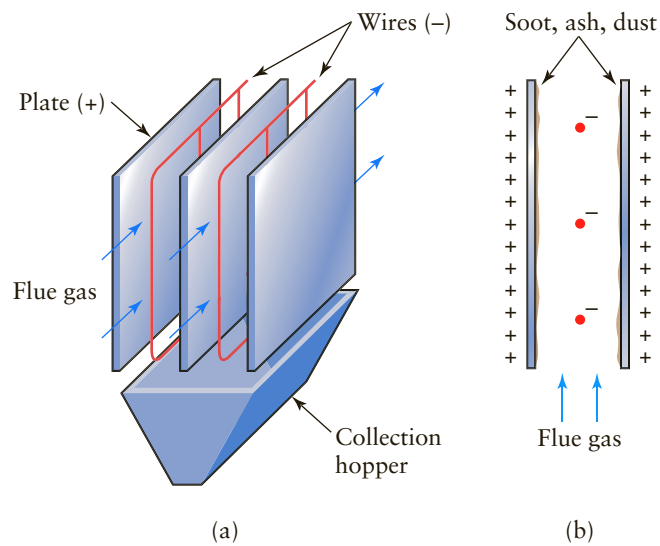 Wires (–)
Plate (+)
Flue gas
Collection
hopper
(a)
Soot, ash, dust
+ +
+ – +
+ +
+ +
+ +
+ – +
+ +
+ +
+ +
+ – +
+ +
+ +
Flue gas
(b)